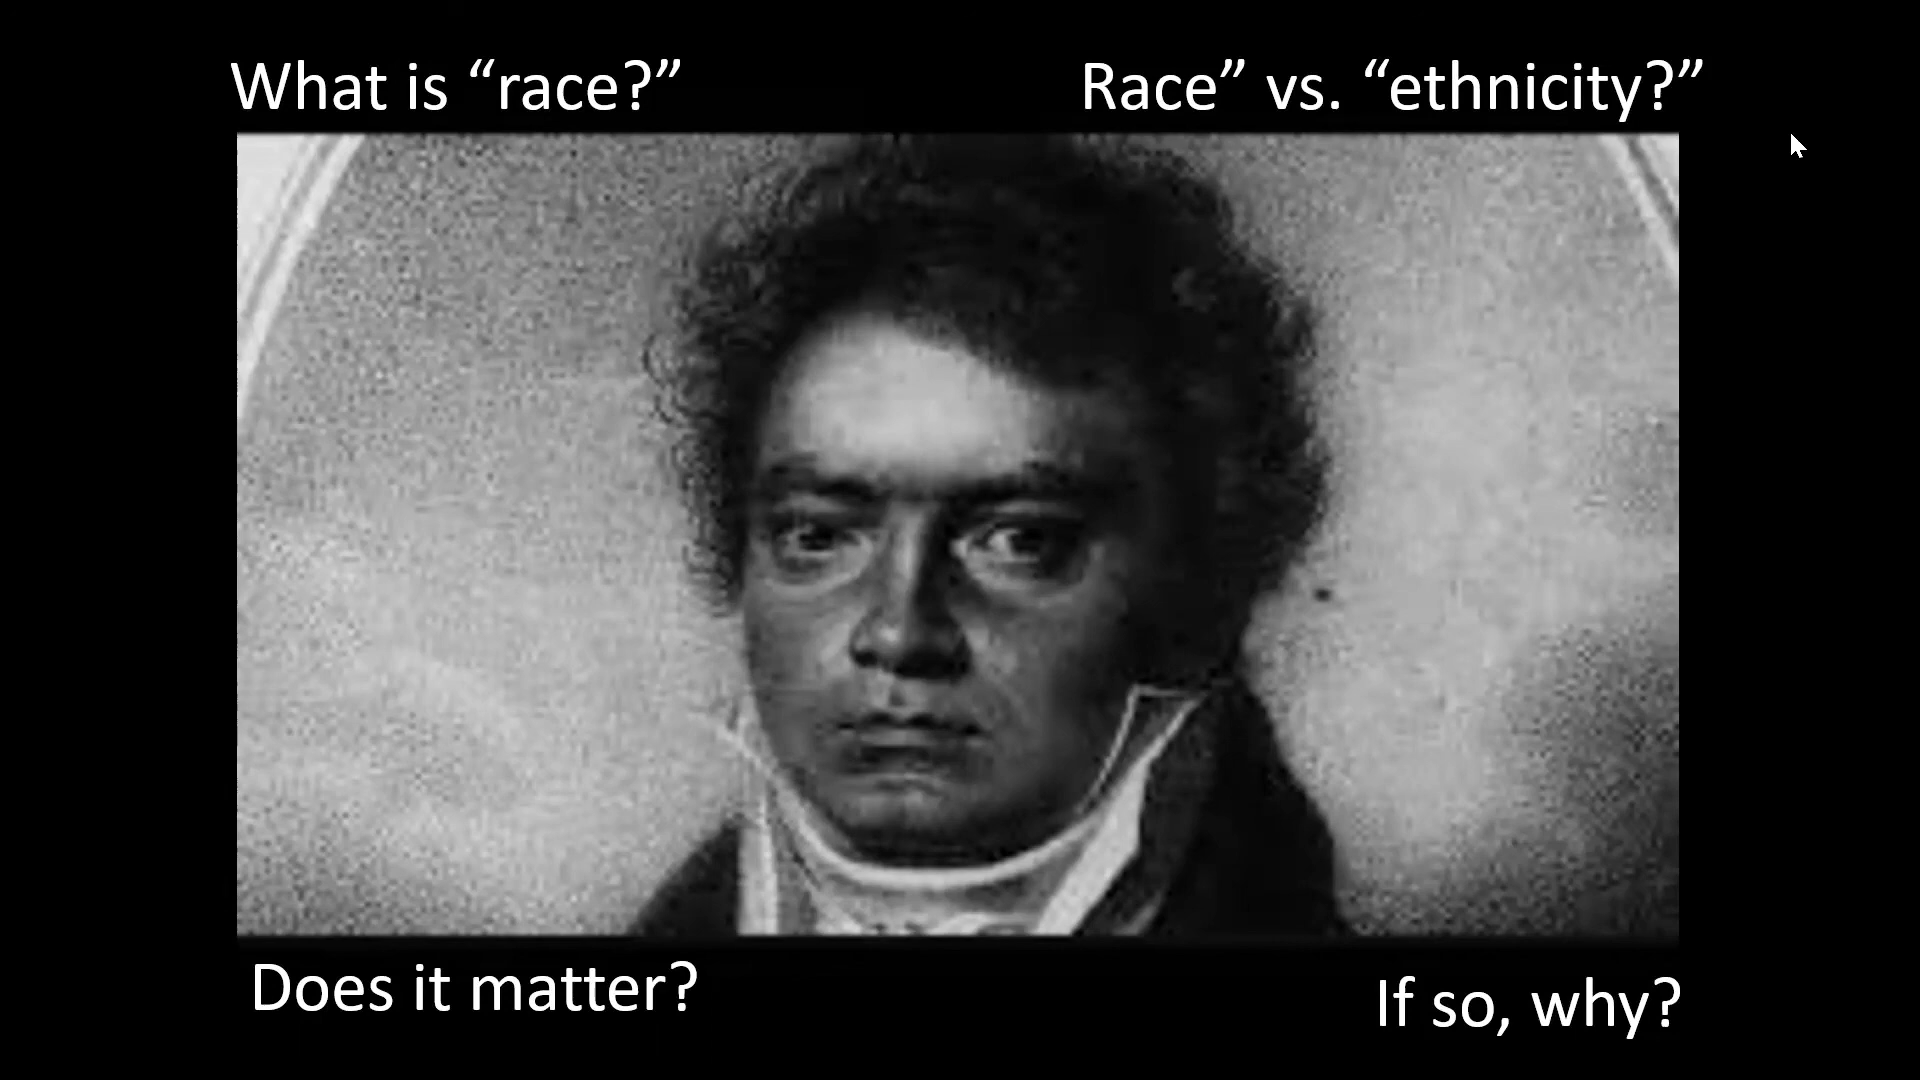 What is “race?”
Race” vs. “ethnicity?”
Does it matter?
If so, why?